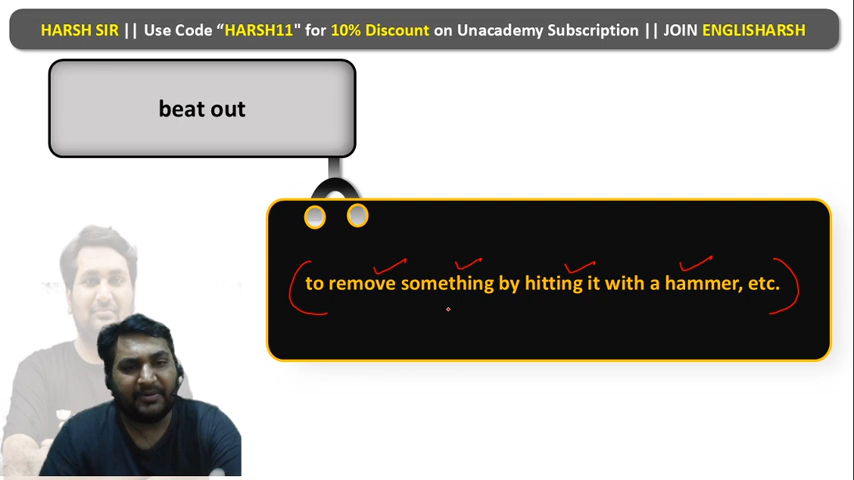 HARSH SIR || Use Code “HARSH11" for 10% Discount on Unacademy Subscription || JOIN ENGLISHARSH
beat out
to remove something by hitting it with a hammer, etc.